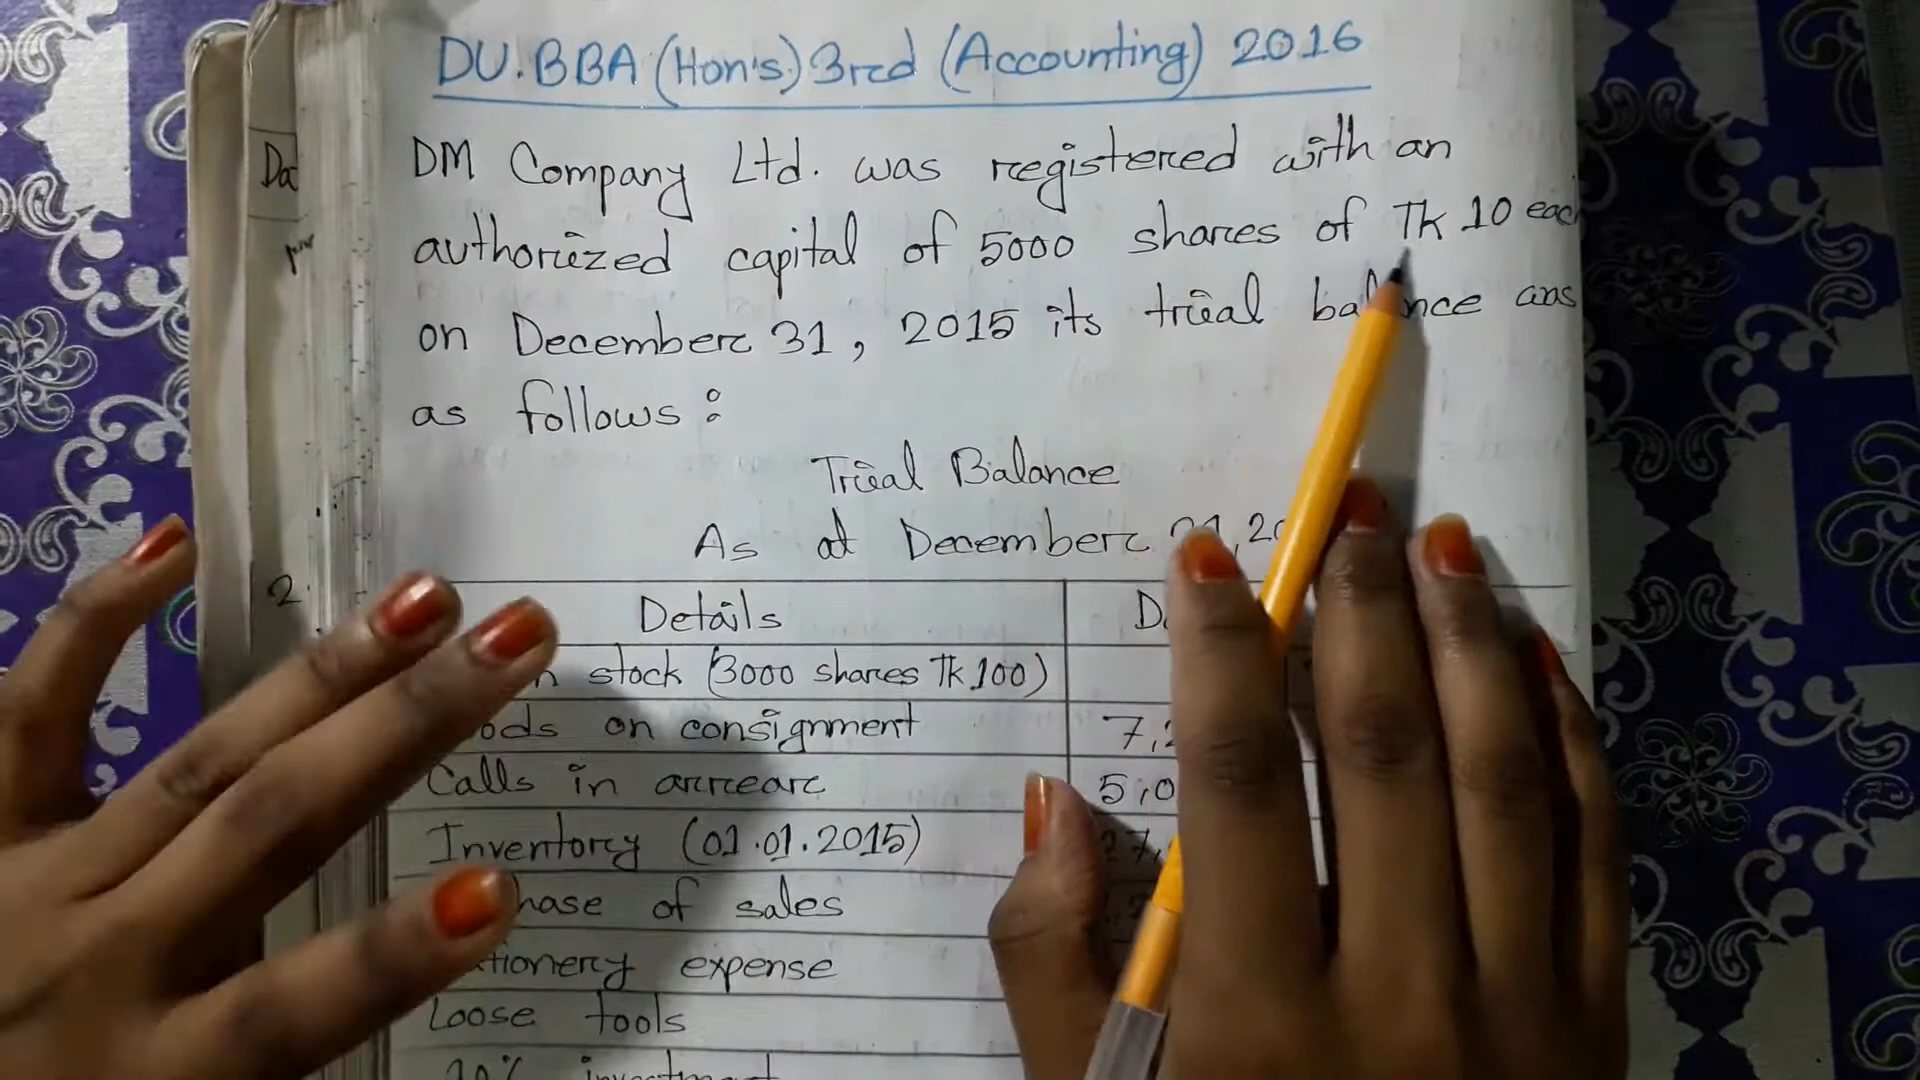 DU.BBA (Hon's) 3rd (Accounting) 2016
DM Company Ltd. was registered with an
authorized capital of 5000 shares of Tk 10 each
on December 31, 2015 its trial balance was
as follows:
Trial Balance
As at December
Details
stock (3000 shares Tk 100)
on consignment
Calls in arrear
Inventory (01.01.2015)
of sales
expense
Loose tools
10% investment
2